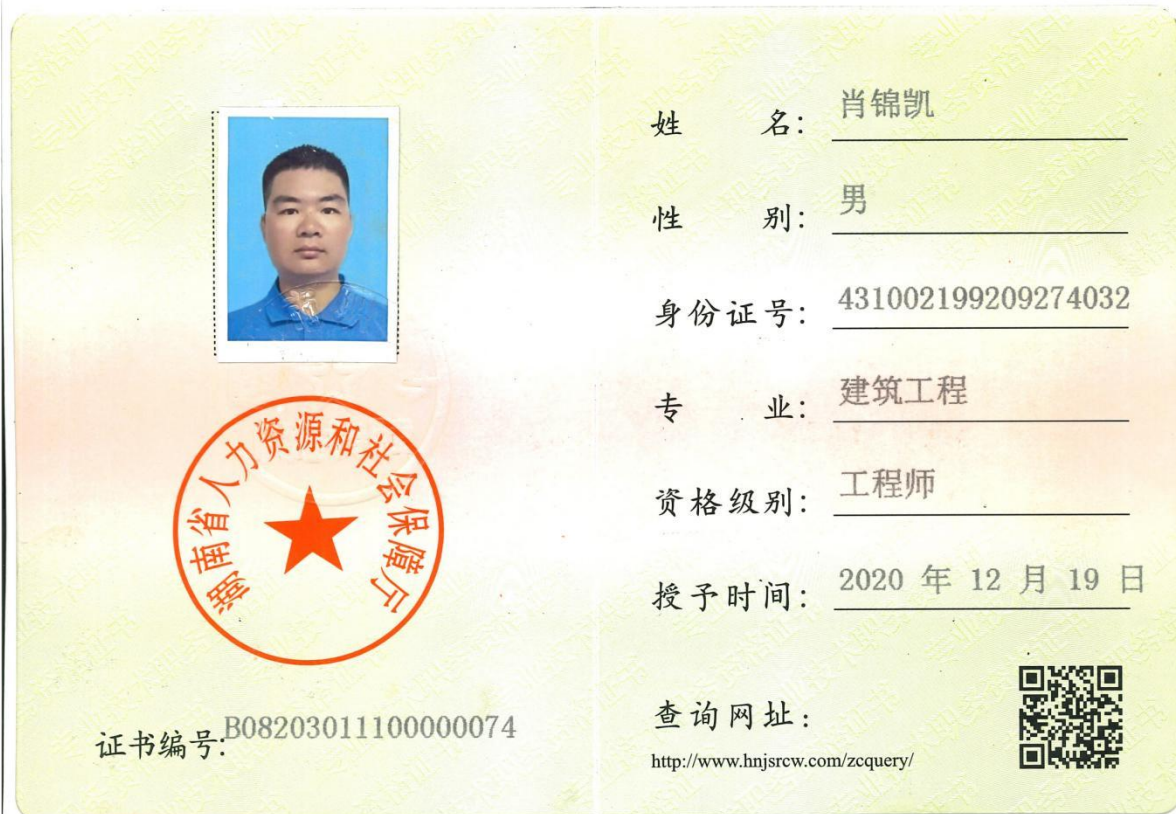 姓 名: 肖锦凯
性 别: 男
身份证号: 431002199209274032
专 业: 建筑工程
资格级别: 工程师
授予时间: 2020 年 12 月 19 日
查询网址:
http://www.hnjsrcw.com/zcquery/
湖南省人力资源和社会保障厅
证书编号: B08203011100000074